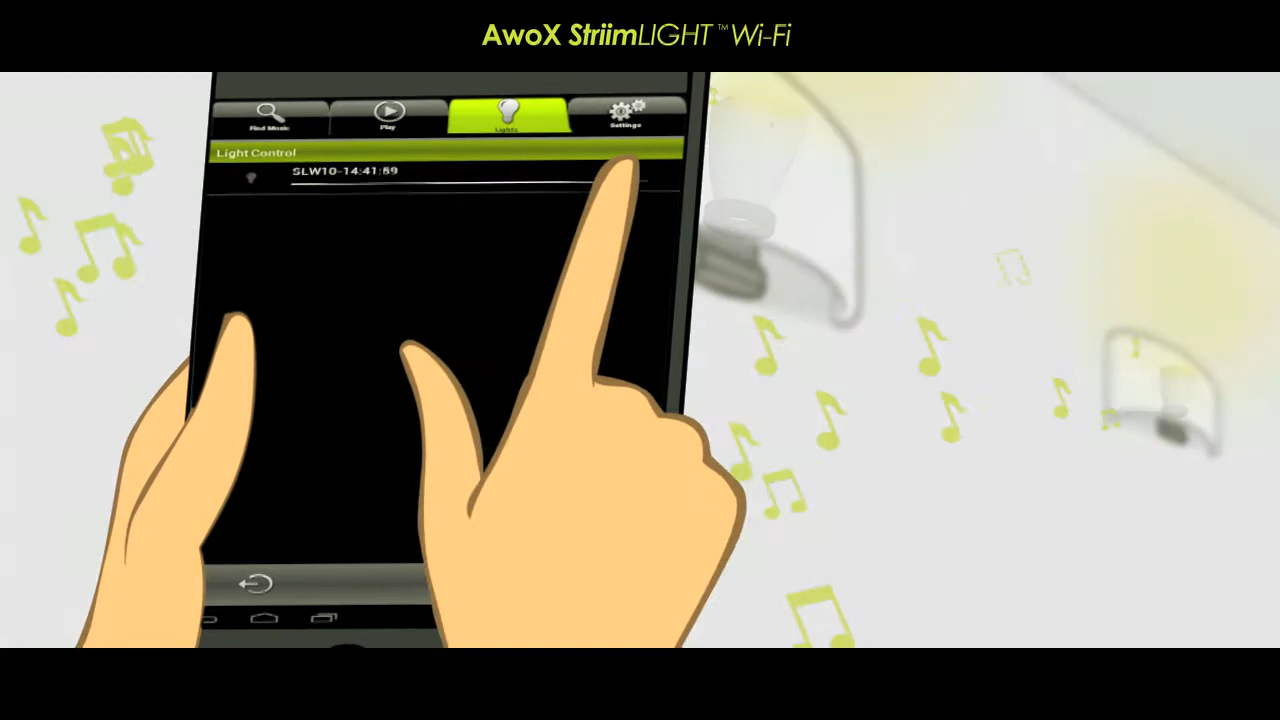 AwoX StriimLIGHT™ Wi-Fi
Find Music
Play
Lights
Settings
Light Control
SLW10-14:41:59